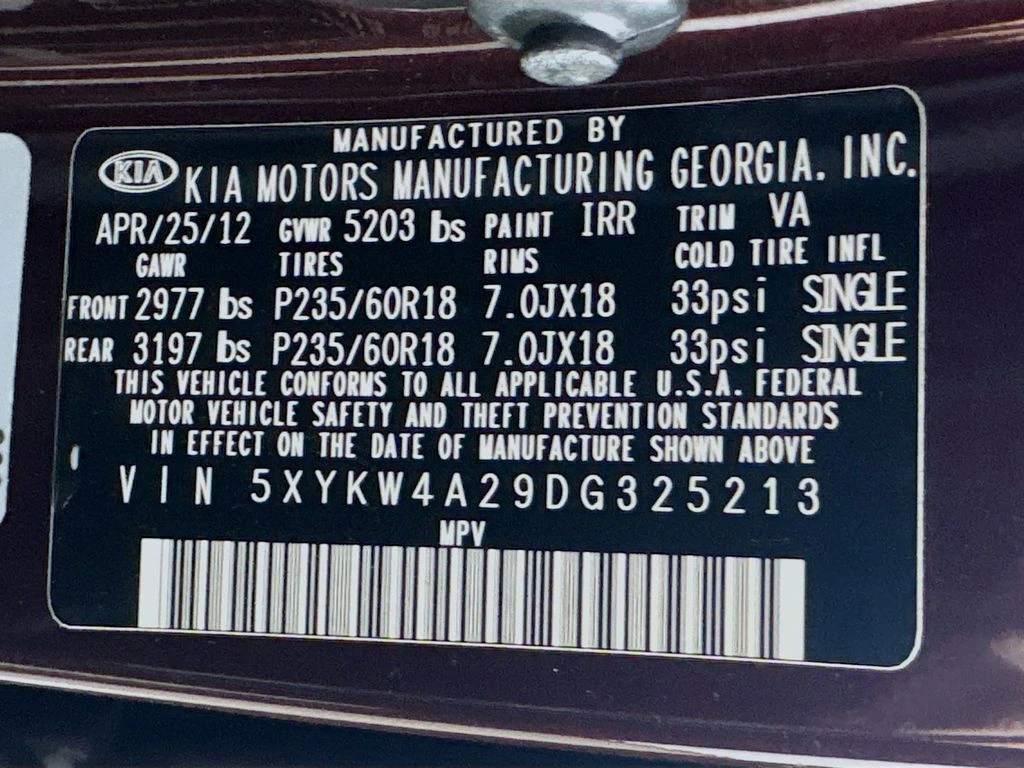 MANUFACTURED BY
KIA KIA MOTORS MANUFACTURING GEORGIA. INC.
APR/25/12 GVWR 5203 lbs PAINT IRR TRIM VA
GAWR TIRES RIMS COLD TIRE INFL
FRONT 2977 lbs P235/60R18 7.0JX18 33psi SINGLE
REAR 3197 lbs P235/60R18 7.0JX18 33psi SINGLE
THIS VEHICLE CONFORMS TO ALL APPLICABLE U.S.A. FEDERAL
MOTOR VEHICLE SAFETY AND THEFT PREVENTION STANDARDS
IN EFFECT ON THE DATE OF MANUFACTURE SHOWN ABOVE
VIN 5XYKW4A29DG325213
MPV